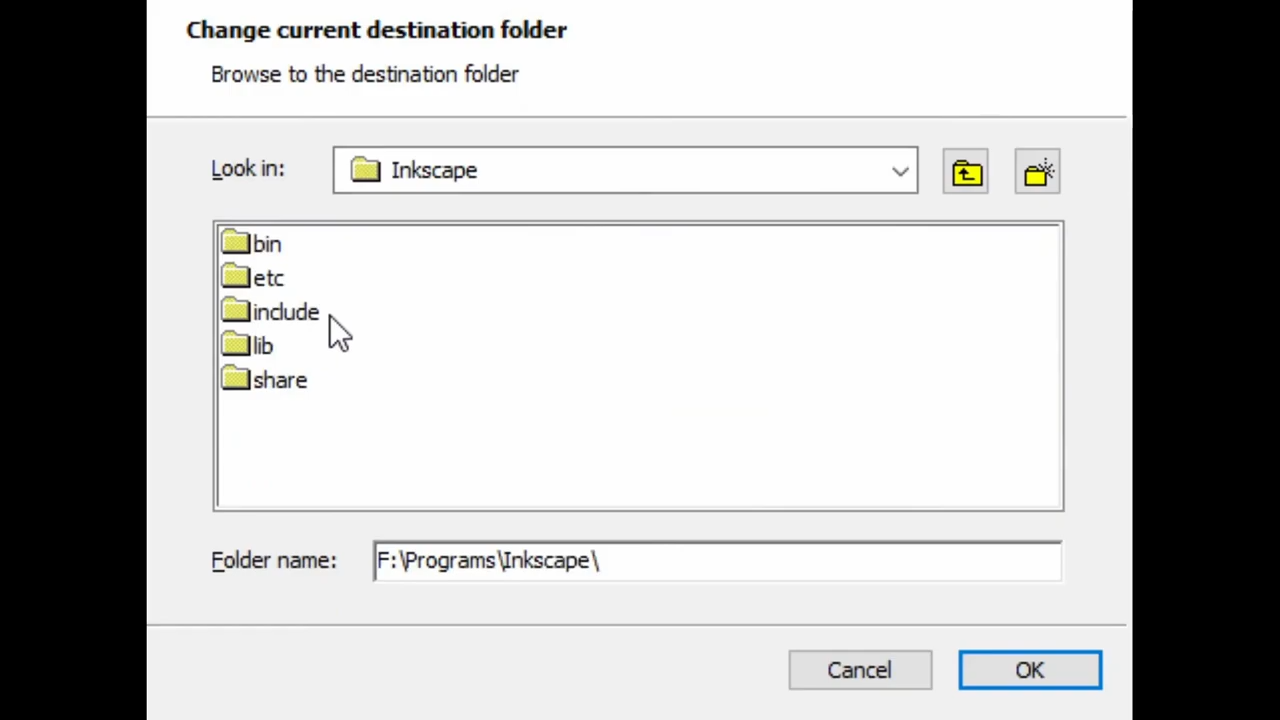 Change current destination folder
Browse to the destination folder
Look in:
Inkscape
bin
etc
include
lib
share
Folder name:
F:\Programs\Inkscape\
Cancel
OK